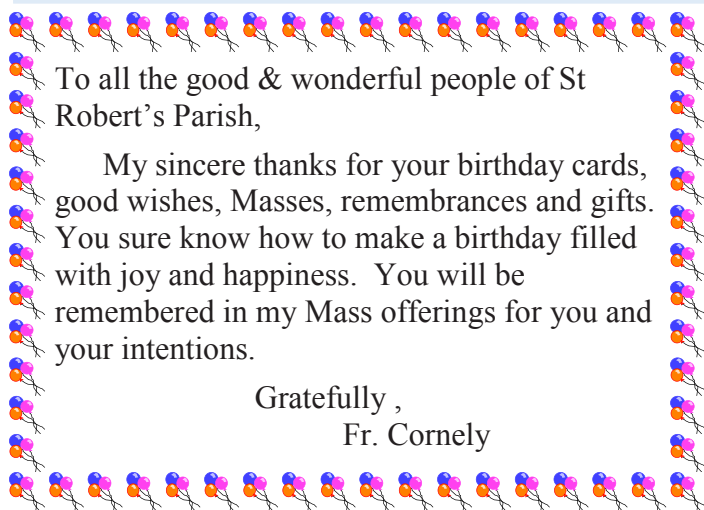 To all the good & wonderful people of St
Robert's Parish,
My sincere thanks for your birthday cards,
good wishes, Masses, remembrances and gifts.
You sure know how to make a birthday filled
with joy and happiness.  You will be
remembered in my Mass offerings for you and
your intentions.
Gratefully ,
Fr. Cornely